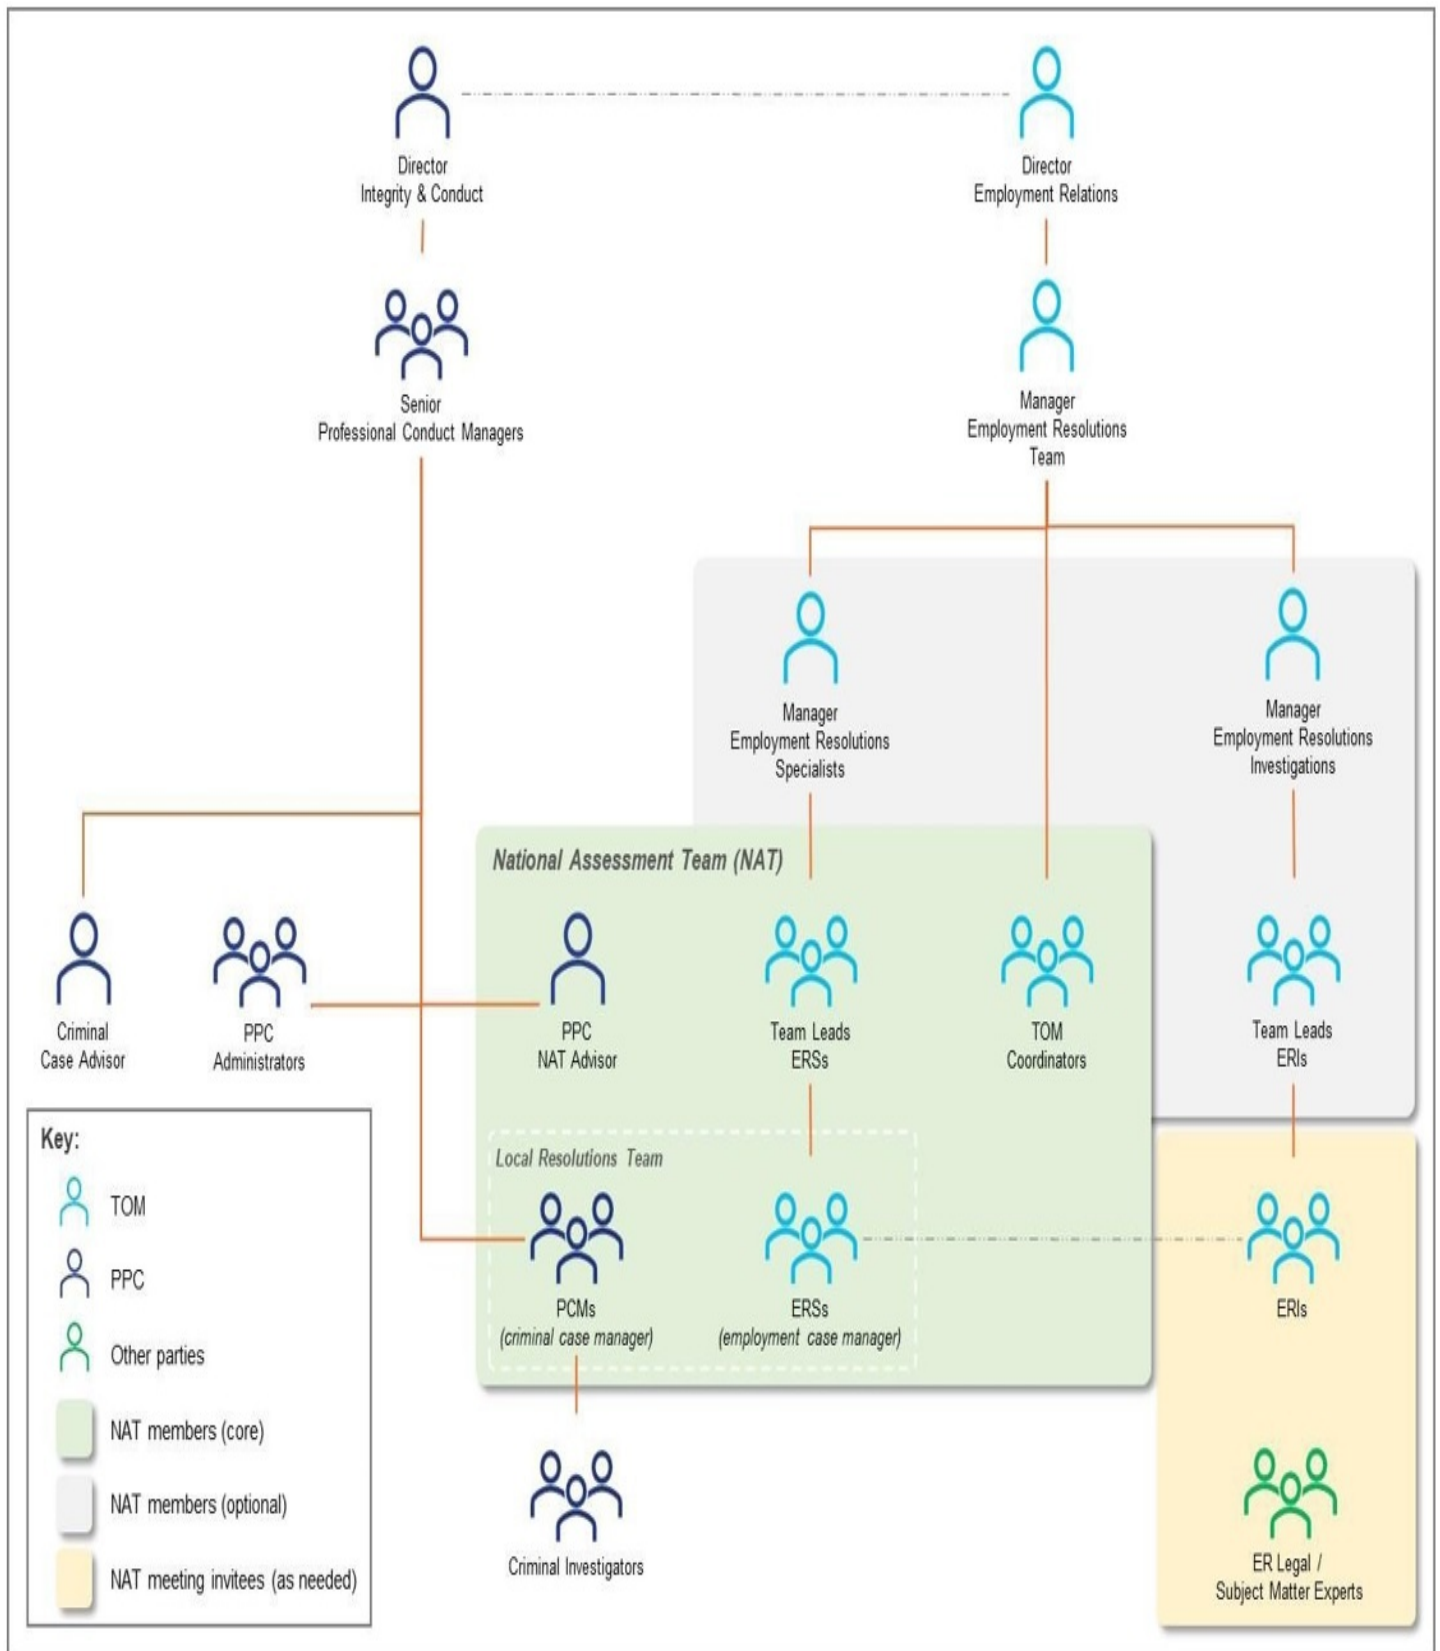 Director
Integrity & Conduct
Director
Employment Relations
Senior
Professional Conduct Managers
Manager
Employment Resolutions
Team
Manager
Employment Resolutions
Specialists
Manager
Employment Resolutions
Investigations
National Assessment Team (NAT)
Criminal
Case Advisor
PPC
Administrators
PPC
NAT Advisor
Team Leads
ERSs
TOM
Coordinators
Team Leads
ERIs
Local Resolutions Team
PCMs
(criminal case manager)
ERSs
(employment case manager)
ERIs
Criminal Investigators
ER Legal /
Subject Matter Experts
Key:
TOM
PPC
Other parties
NAT members (core)
NAT members (optional)
NAT meeting invitees (as needed)